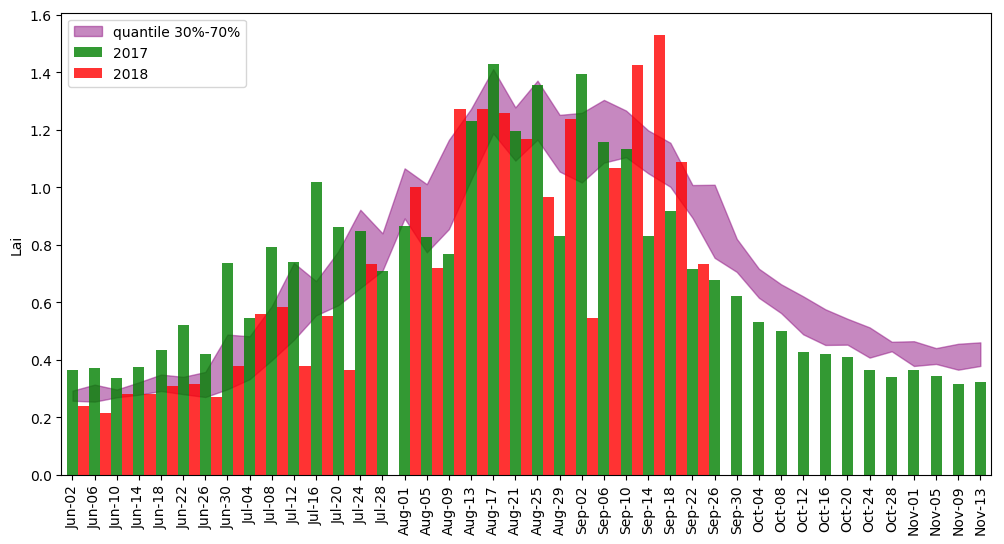 quantile 30%-70%
2017
2018
Lai
1.6
1.4
1.2
1.0
0.8
0.6
0.4
0.2
0.0
Jun-02
Jun-06
Jun-10
Jun-14
Jun-18
Jun-22
Jun-26
Jun-30
Jul-04
Jul-08
Jul-12
Jul-16
Jul-20
Jul-24
Jul-28
Aug-01
Aug-05
Aug-09
Aug-13
Aug-17
Aug-21
Aug-25
Aug-29
Sep-02
Sep-06
Sep-10
Sep-14
Sep-18
Sep-22
Sep-26
Sep-30
Oct-04
Oct-08
Oct-12
Oct-16
Oct-20
Oct-24
Oct-28
Nov-01
Nov-05
Nov-09
Nov-13